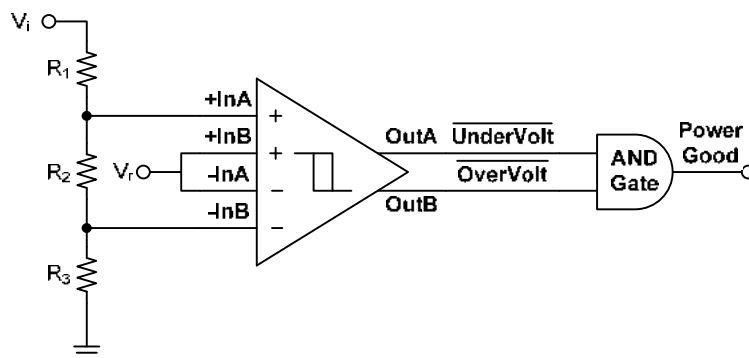 Vi
R1
R2
R3
Vr
+InA
+InB
-InA
-InB
+
+
−
−
OutA
UnderVolt
OverVolt
OutB
AND
Gate
Power
Good